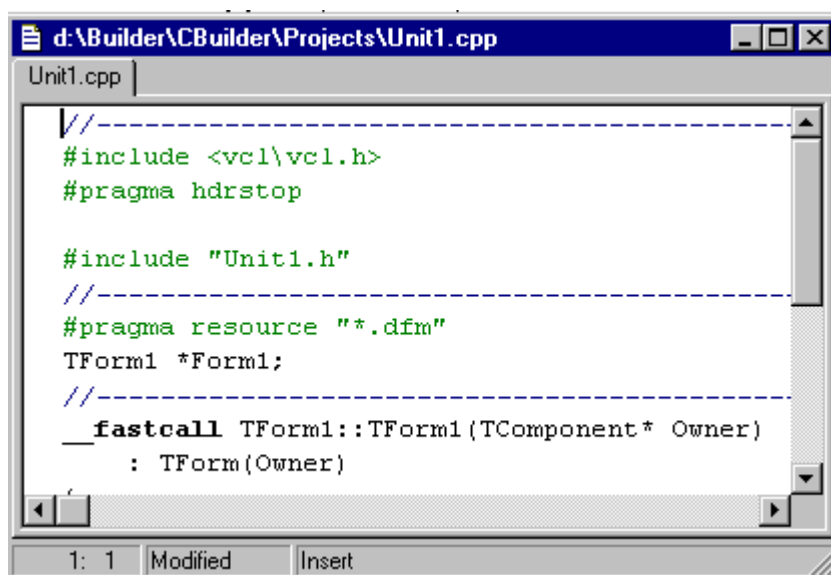 d:\Builder\CBuilder\Projects\Unit1.cpp
Unit1.cpp
//--------------------------------------------
#include <vcl\vcl.h>
#pragma hdrstop
#include "Unit1.h"
//--------------------------------------------
#pragma resource "*.dfm"
TForm1 *Form1;
//--------------------------------------------
__fastcall TForm1::TForm1(TComponent* Owner)
: TForm(Owner)
1: 1 Modified Insert